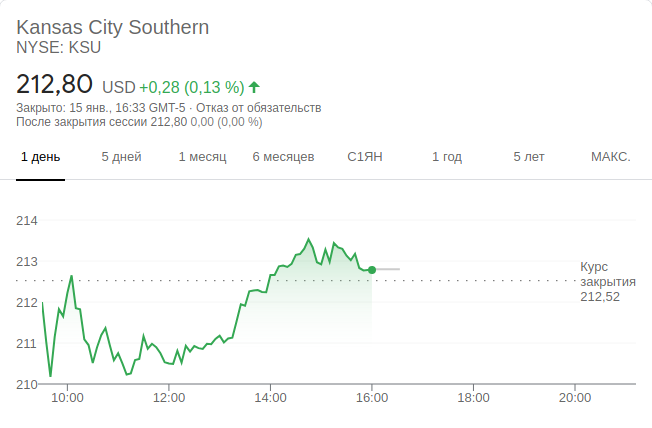 Kansas City Southern
NYSE: KSU
212,80 USD +0,28 (0,13 %)
Закрыто: 15 янв., 16:33 GMT-5 · Отказ от обязательств
После закрытия сессии 212,80 0,00 (0,00 %)
1 день 5 дней 1 месяц 6 месяцев С1ЯН 1 год 5 лет МАКС.
214
213
212
211
210
Курс
закрытия
212,52
10:00 12:00 14:00 16:00 18:00 20:00